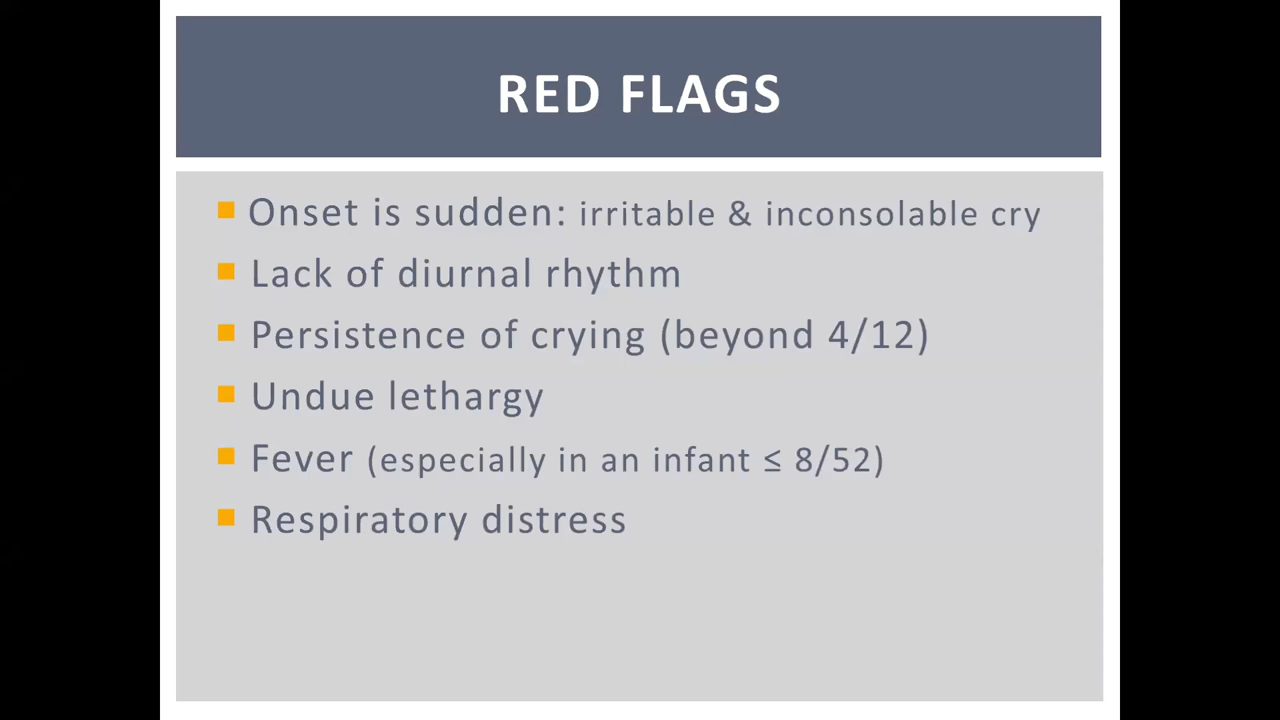 RED FLAGS
Onset is sudden: irritable & inconsolable cry
Lack of diurnal rhythm
Persistence of crying (beyond 4/12)
Undue lethargy
Fever (especially in an infant ≤ 8/52)
Respiratory distress